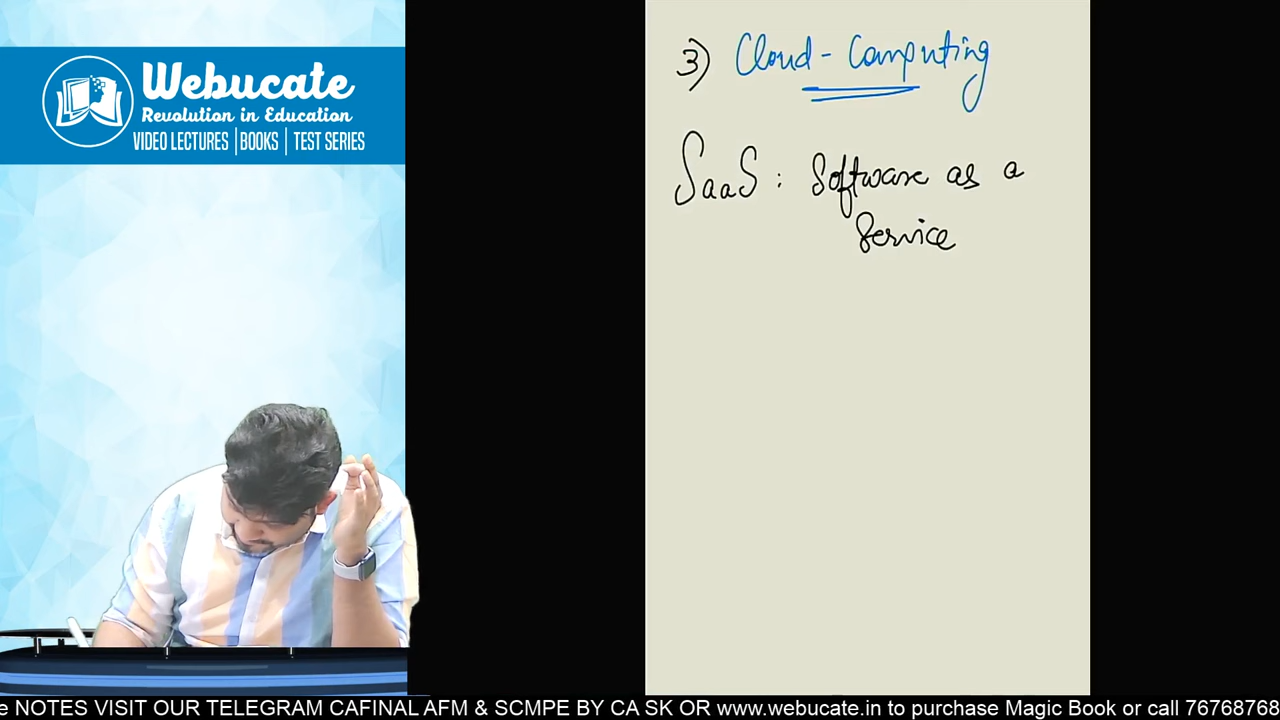 Webucate
Revolution in Education
VIDEO LECTURES | BOOKS | TEST SERIES
3) Cloud-Computing
SaaS : Software as a
Service
e NOTES VISIT OUR TELEGRAM CAFINAL AFM & SCMPE BY CA SK OR www.webucate.in to purchase Magic Book or call 76768768